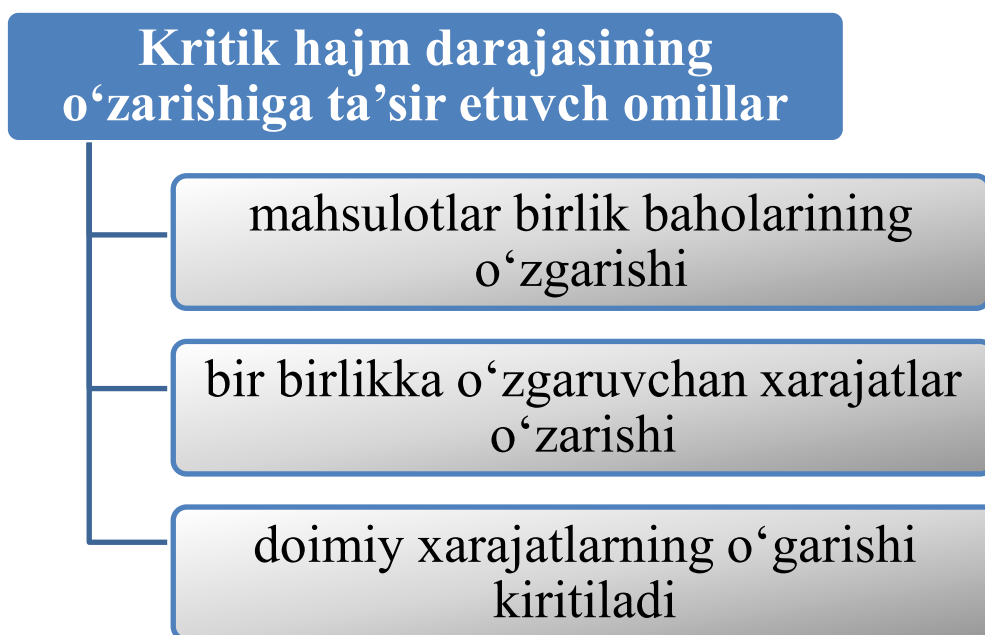 Kritik hajm darajasining
o‘zarishiga ta’sir etuvch omillar
mahsulotlar birlik baholarining
o‘zgarishi
bir birlikka o‘zgaruvchan xarajatlar
o‘zarishi
doimiy xarajatlarning o‘garishi
kiritiladi